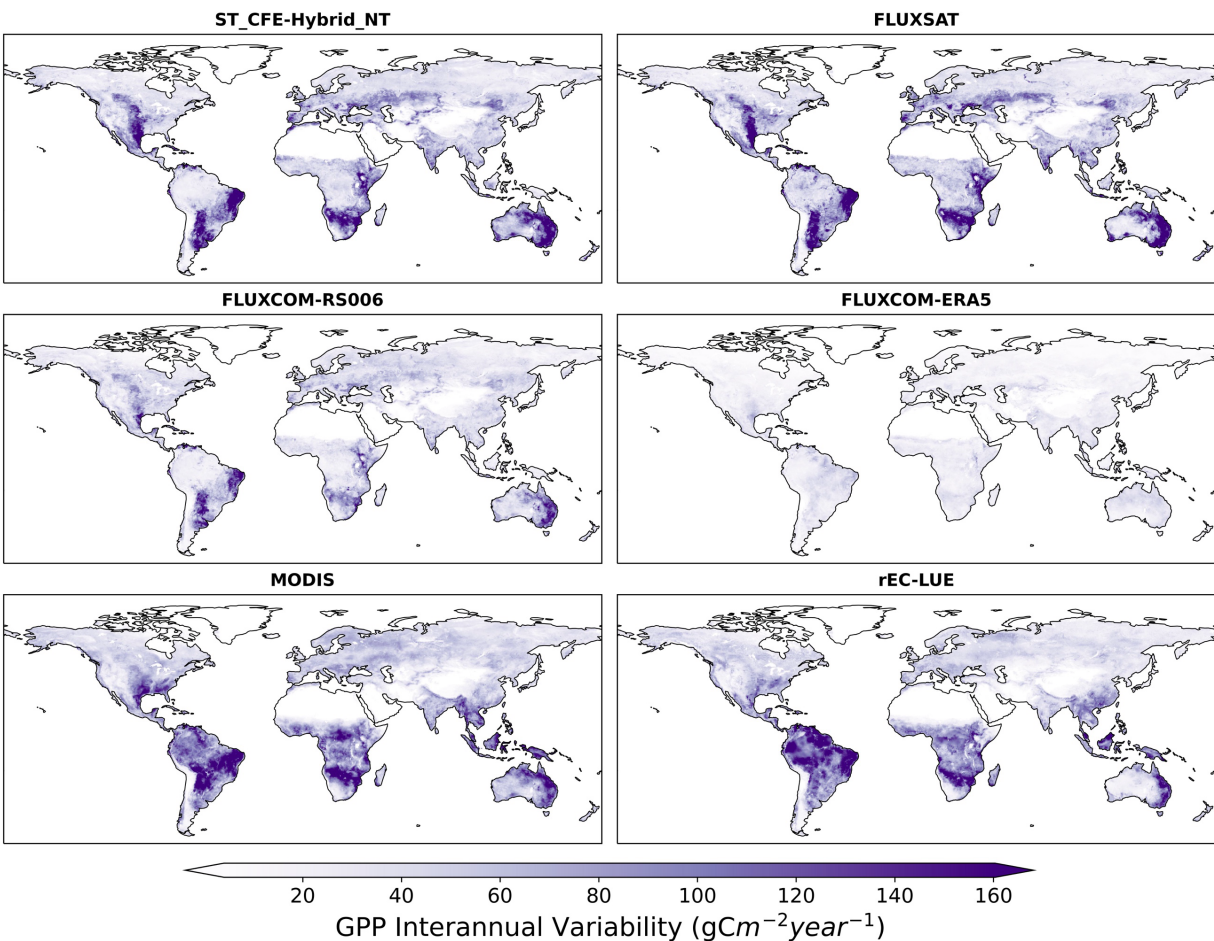 ST_CFE-Hybrid_NT
FLUXSAT
FLUXCOM-RS006
FLUXCOM-ERA5
MODIS
rEC-LUE
20 40 60 80 100 120 140 160
GPP Interannual Variability (gCm⁻²year⁻¹)